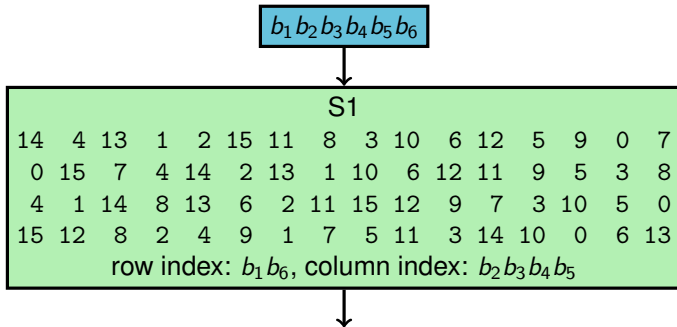 b₁b₂b₃b₄b₅b₆
S1
14 4 13 1 2 15 11 8 3 10 6 12 5 9 0 7
0 15 7 4 14 2 13 1 10 6 12 11 9 5 3 8
4 1 14 8 13 6 2 11 15 12 9 7 3 10 5 0
15 12 8 2 4 9 1 7 5 11 3 14 10 0 6 13
row index: b₁b₆, column index: b₂b₃b₄b₅